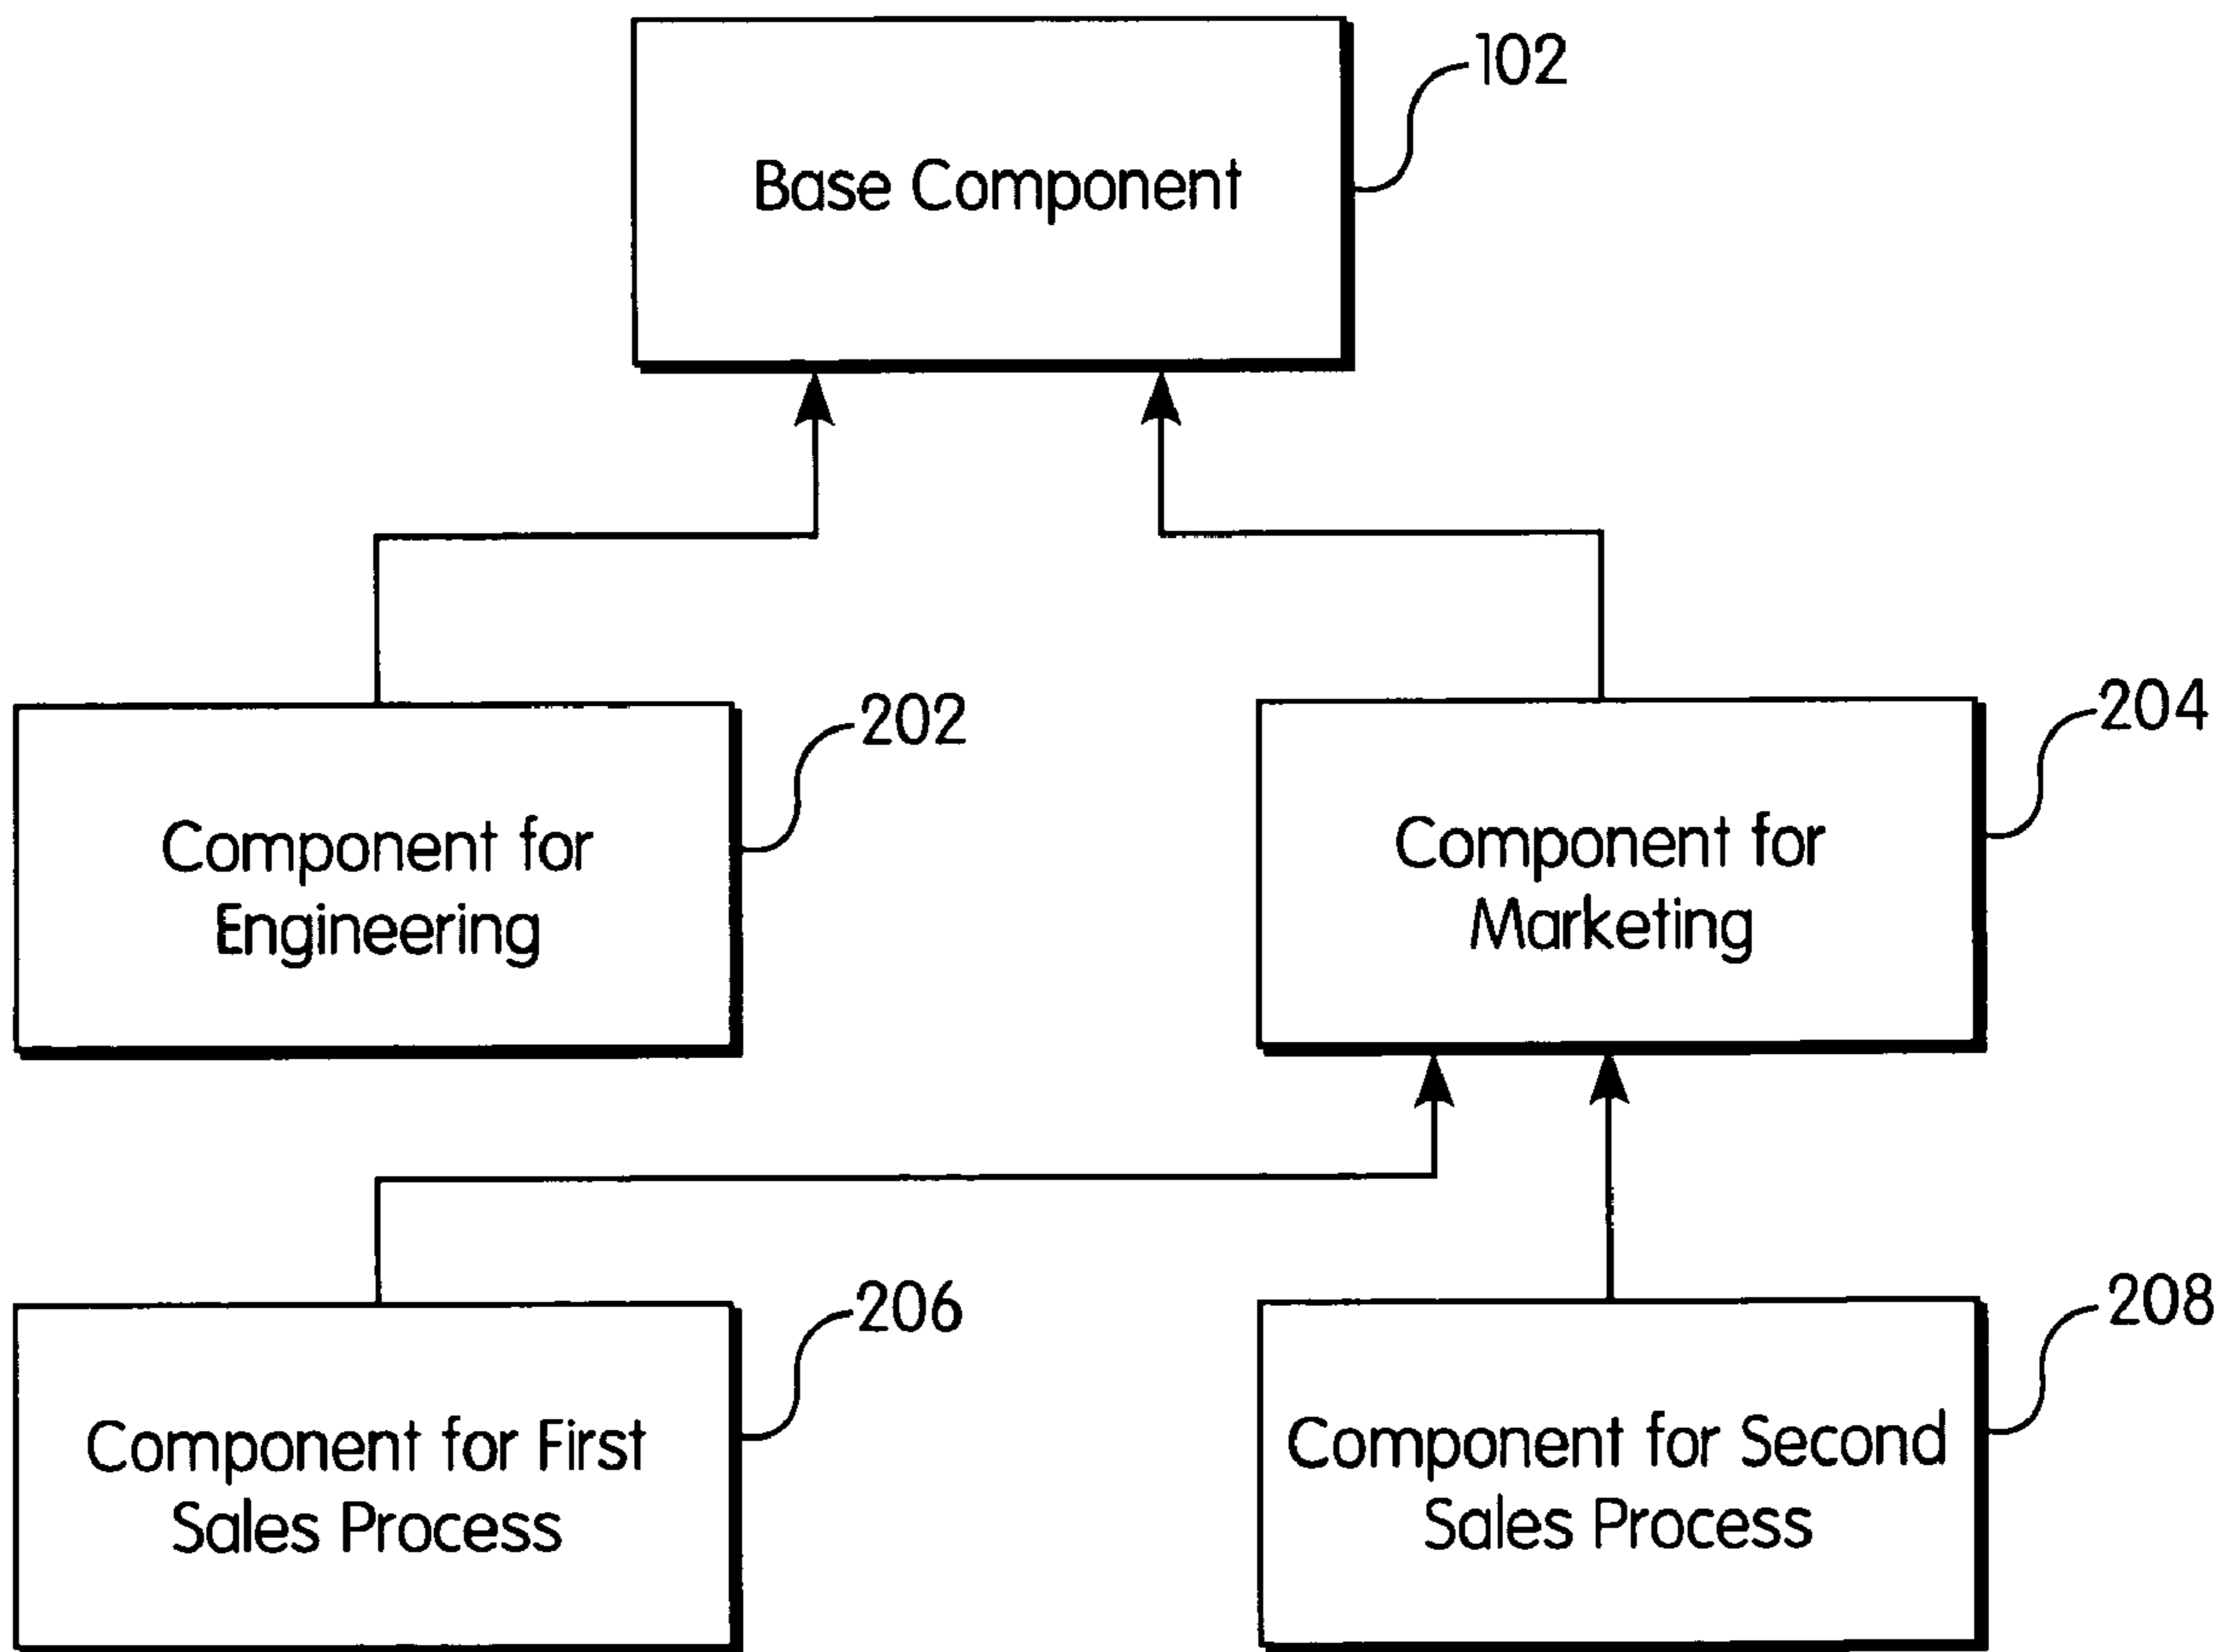 102
Base Component
202
204
Component for
Engineering
Component for
Marketing
206
208
Component for First
Sales Process
Component for Second
Sales Process